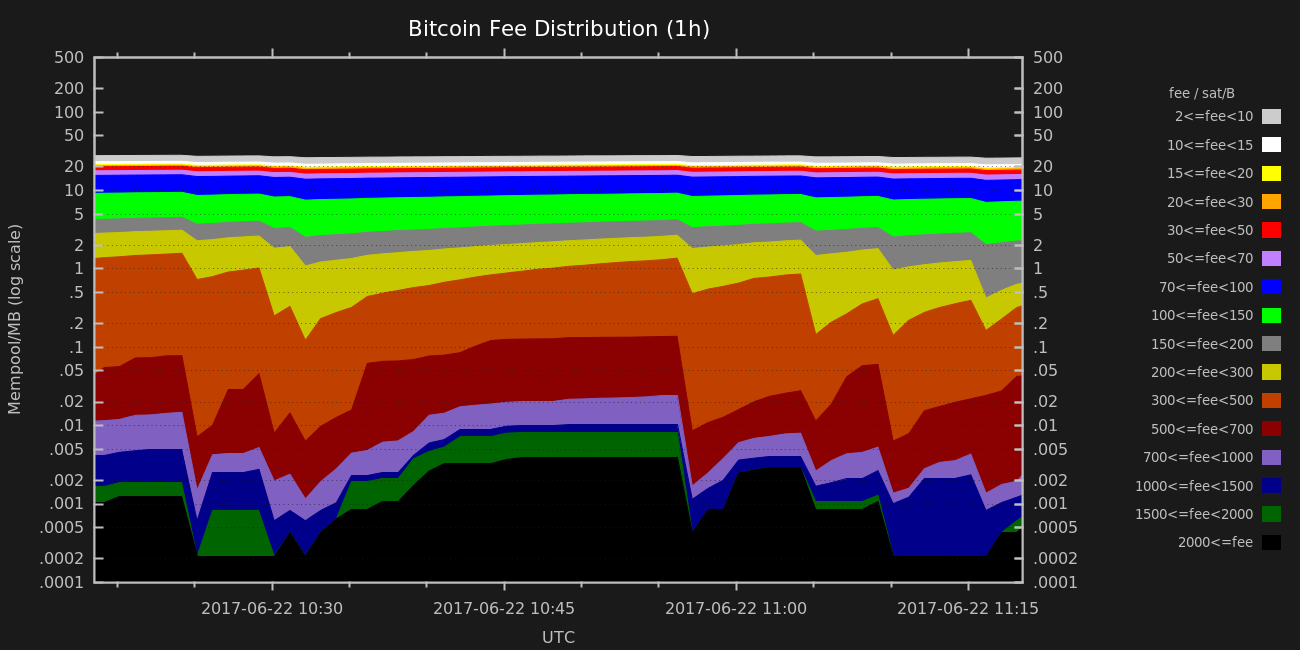 Bitcoin Fee Distribution (1h)
500
200
100
50
20
10
5
2
1
.5
.2
.1
.05
.02
.01
.005
.002
.001
.0005
.0002
.0001
Mempool/MB (log scale)
500
200
100
50
20
10
5
2
1
.5
.2
.1
.05
.02
.01
.005
.002
.001
.0005
.0002
.0001
2017-06-22 10:30 2017-06-22 10:45 2017-06-22 11:00 2017-06-22 11:15
UTC
fee / sat/B
2<=fee<10
10<=fee<15
15<=fee<20
20<=fee<30
30<=fee<50
50<=fee<70
70<=fee<100
100<=fee<150
150<=fee<200
200<=fee<300
300<=fee<500
500<=fee<700
700<=fee<1000
1000<=fee<1500
1500<=fee<2000
2000<=fee